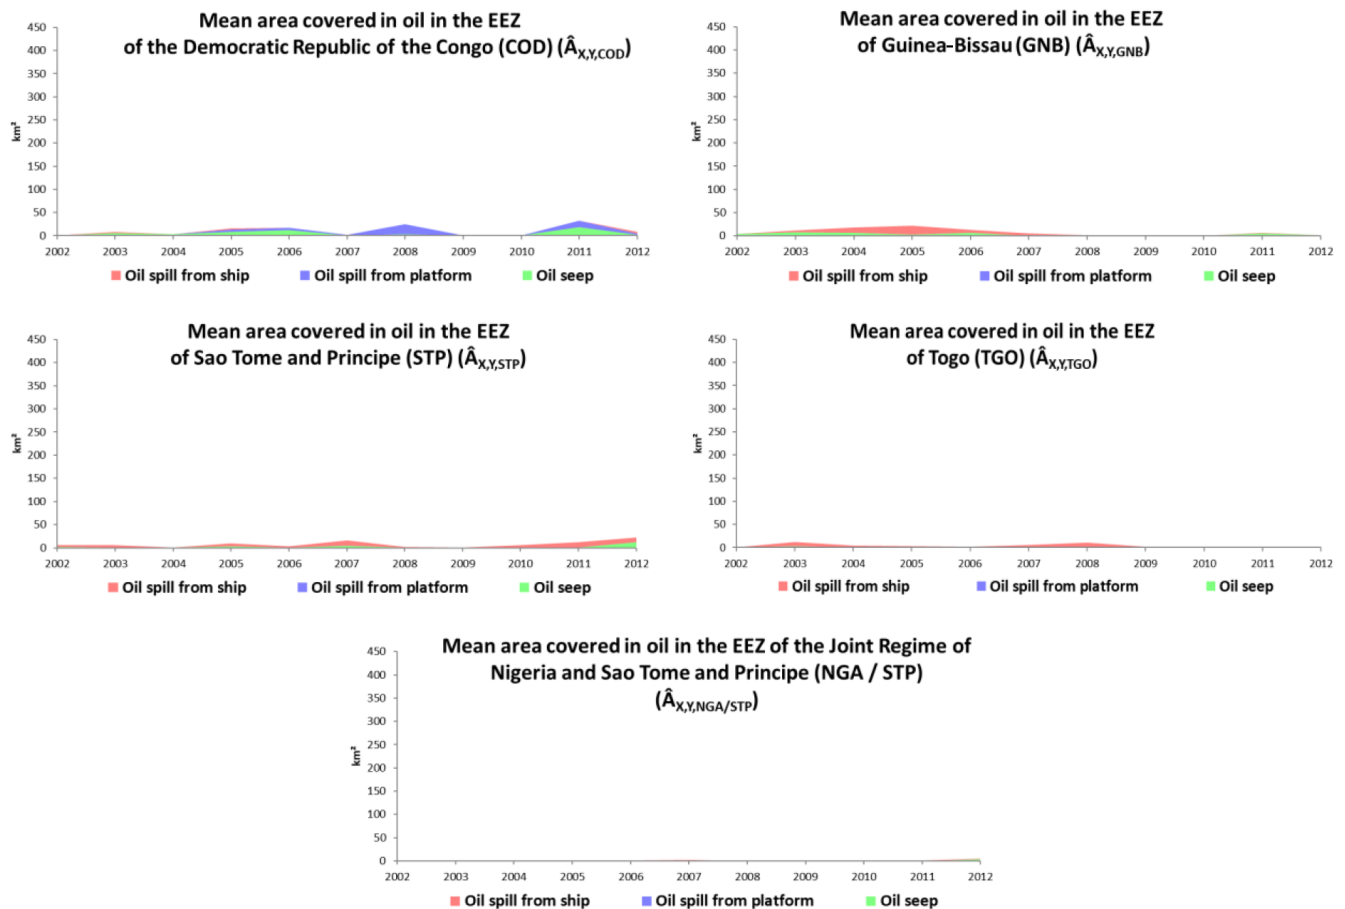 Mean area covered in oil in the EEZ
of the Democratic Republic of the Congo (COD) (Â_X,Y,COD)
450
400
350
300
250
200
150
100
50
0
km²
2002 2003 2004 2005 2006 2007 2008 2009 2010 2011 2012
Oil spill from ship Oil spill from platform Oil seep
Mean area covered in oil in the EEZ
of Guinea-Bissau (GNB) (Â_X,Y,GNB)
450
400
350
300
250
200
150
100
50
0
km²
2002 2003 2004 2005 2006 2007 2008 2009 2010 2011 2012
Oil spill from ship Oil spill from platform Oil seep
Mean area covered in oil in the EEZ
of Sao Tome and Principe (STP) (Â_X,Y,STP)
450
400
350
300
250
200
150
100
50
0
km²
2002 2003 2004 2005 2006 2007 2008 2009 2010 2011 2012
Oil spill from ship Oil spill from platform Oil seep
Mean area covered in oil in the EEZ
of Togo (TGO) (Â_X,Y,TGO)
450
400
350
300
250
200
150
100
50
0
km²
2002 2003 2004 2005 2006 2007 2008 2009 2010 2011 2012
Oil spill from ship Oil spill from platform Oil seep
Mean area covered in oil in the EEZ of the Joint Regime of
Nigeria and Sao Tome and Principe (NGA / STP)
(Â_X,Y,NGA/STP)
450
400
350
300
250
200
150
100
50
0
km²
2002 2003 2004 2005 2006 2007 2008 2009 2010 2011 2012
Oil spill from ship Oil spill from platform Oil seep